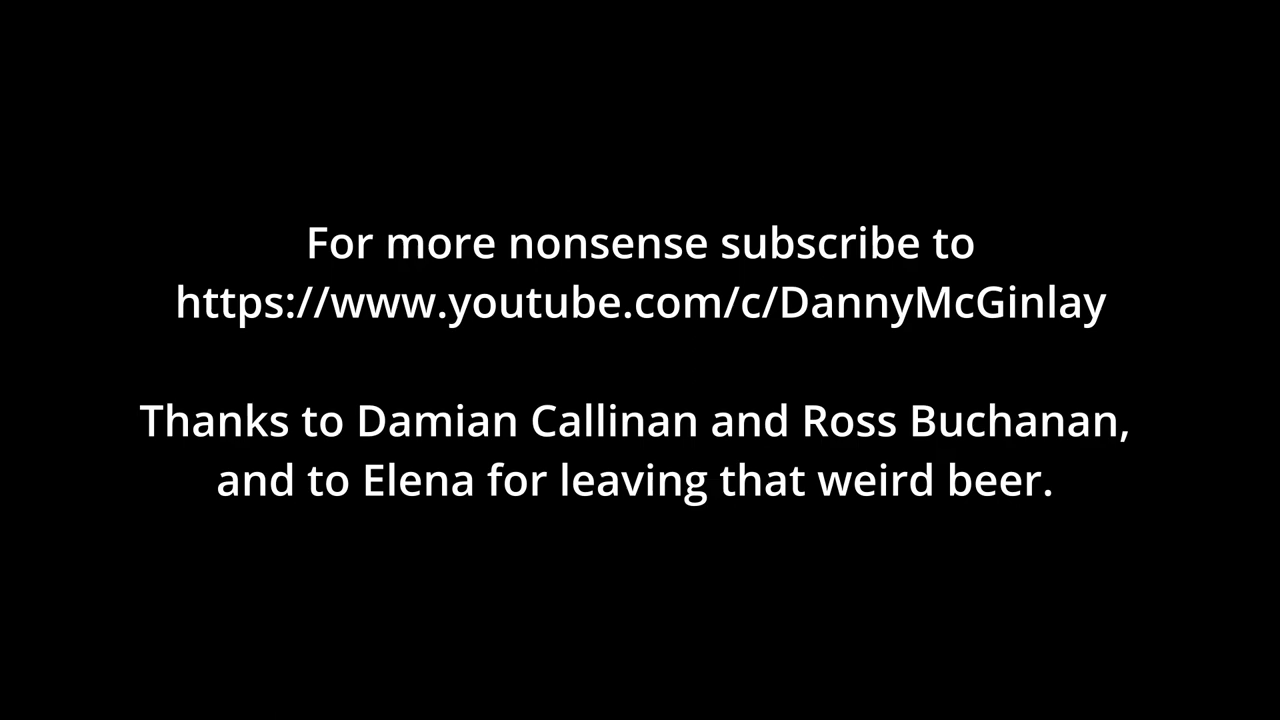 For more nonsense subscribe to
https://www.youtube.com/c/DannyMcGinlay
Thanks to Damian Callinan and Ross Buchanan,
and to Elena for leaving that weird beer.